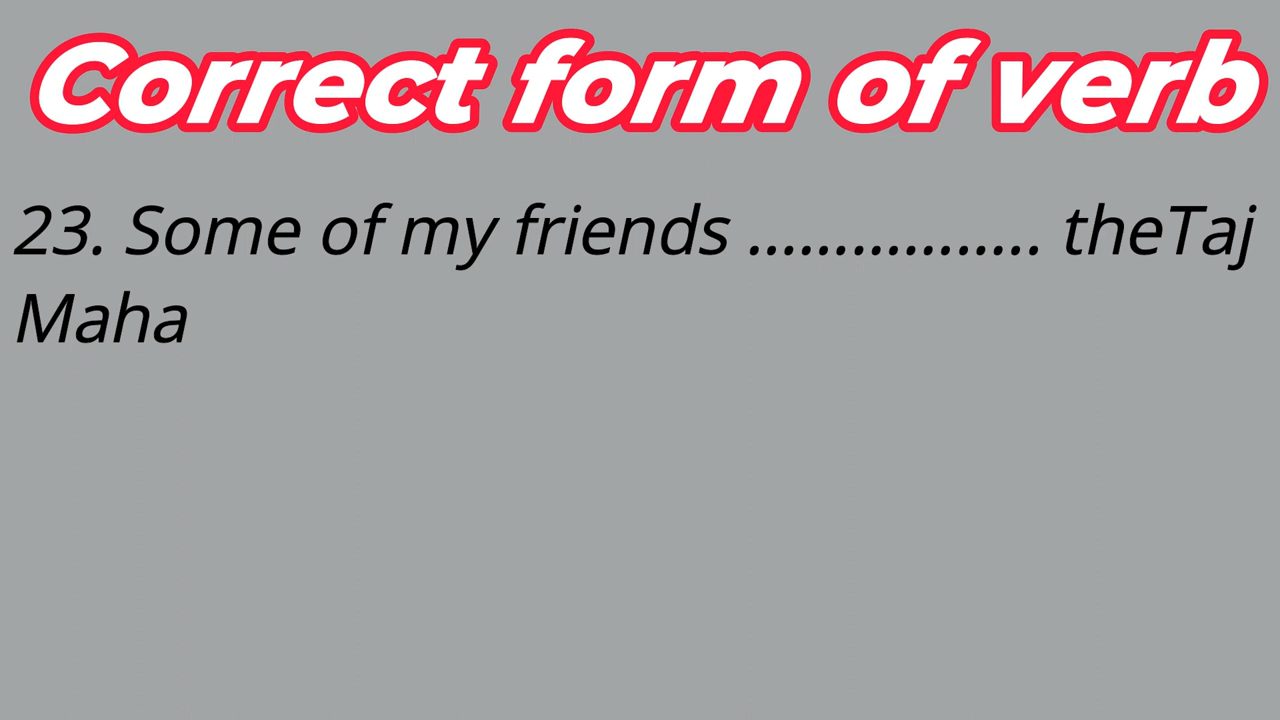 Correct form of verb
23. Some of my friends ................. theTaj
Maha